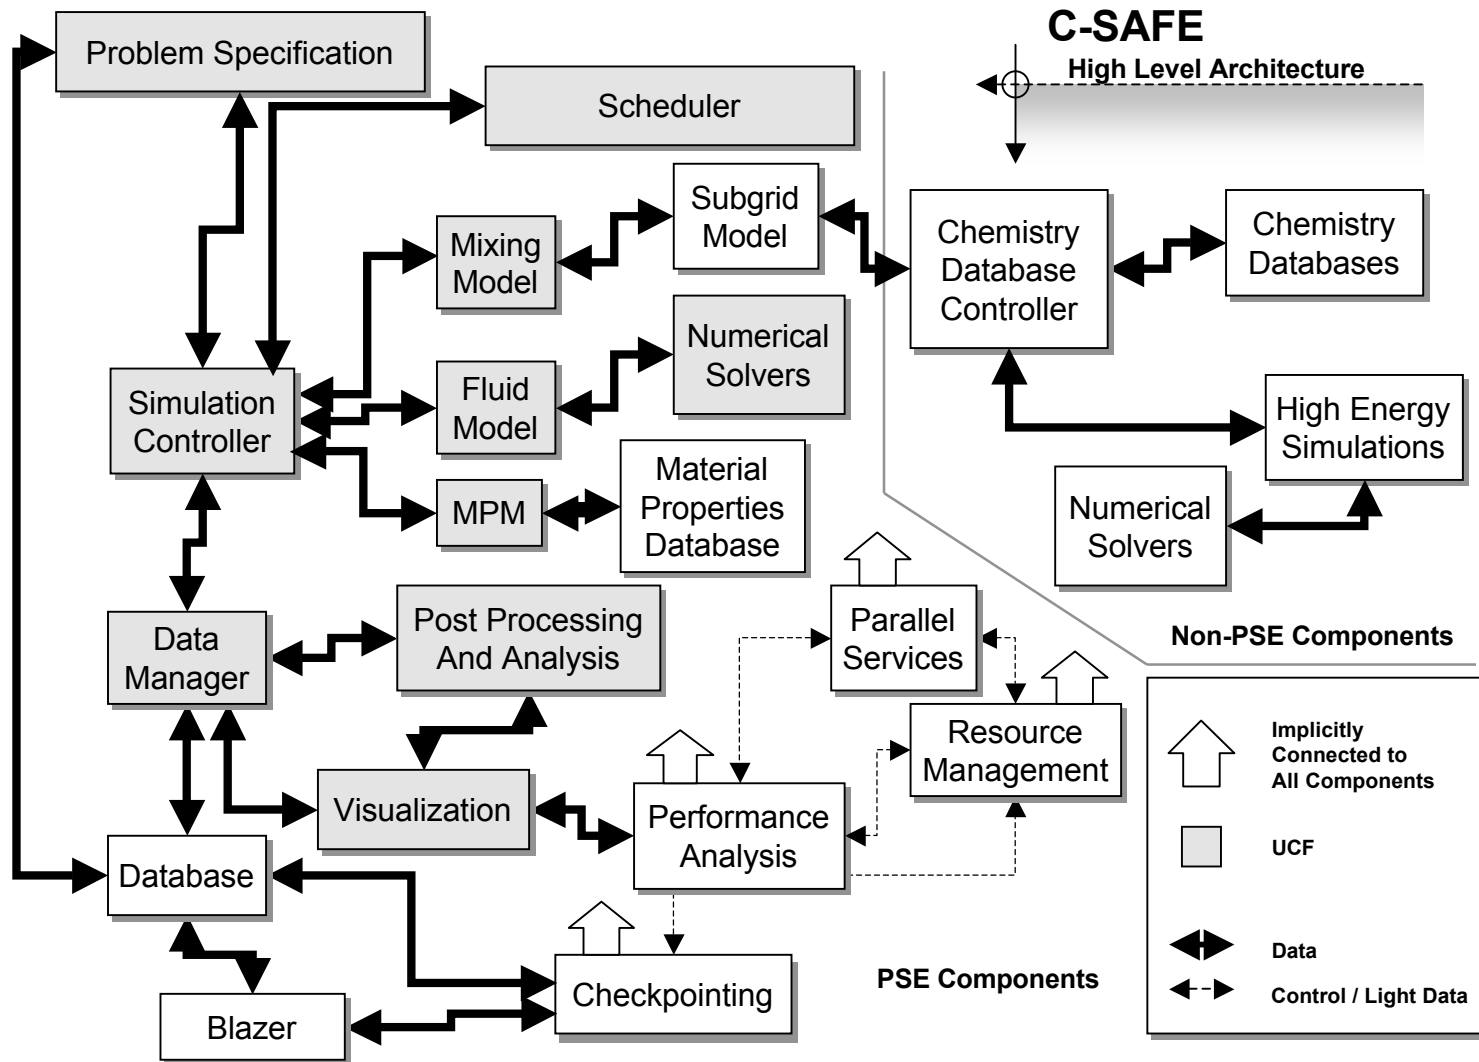 C-SAFE
High Level Architecture
Problem Specification
Scheduler
Subgrid
Model
Mixing
Model
Chemistry
Database
Controller
Chemistry
Databases
Numerical
Solvers
Simulation
Controller
Fluid
Model
High Energy
Simulations
MPM
Material
Properties
Database
Numerical
Solvers
Data
Manager
Post Processing
And Analysis
Parallel
Services
Non-PSE Components
Resource
Management
Visualization
Performance
Analysis
Database
Checkpointing
Blazer
PSE Components
Implicitly
Connected to
All Components
UCF
Data
Control / Light Data